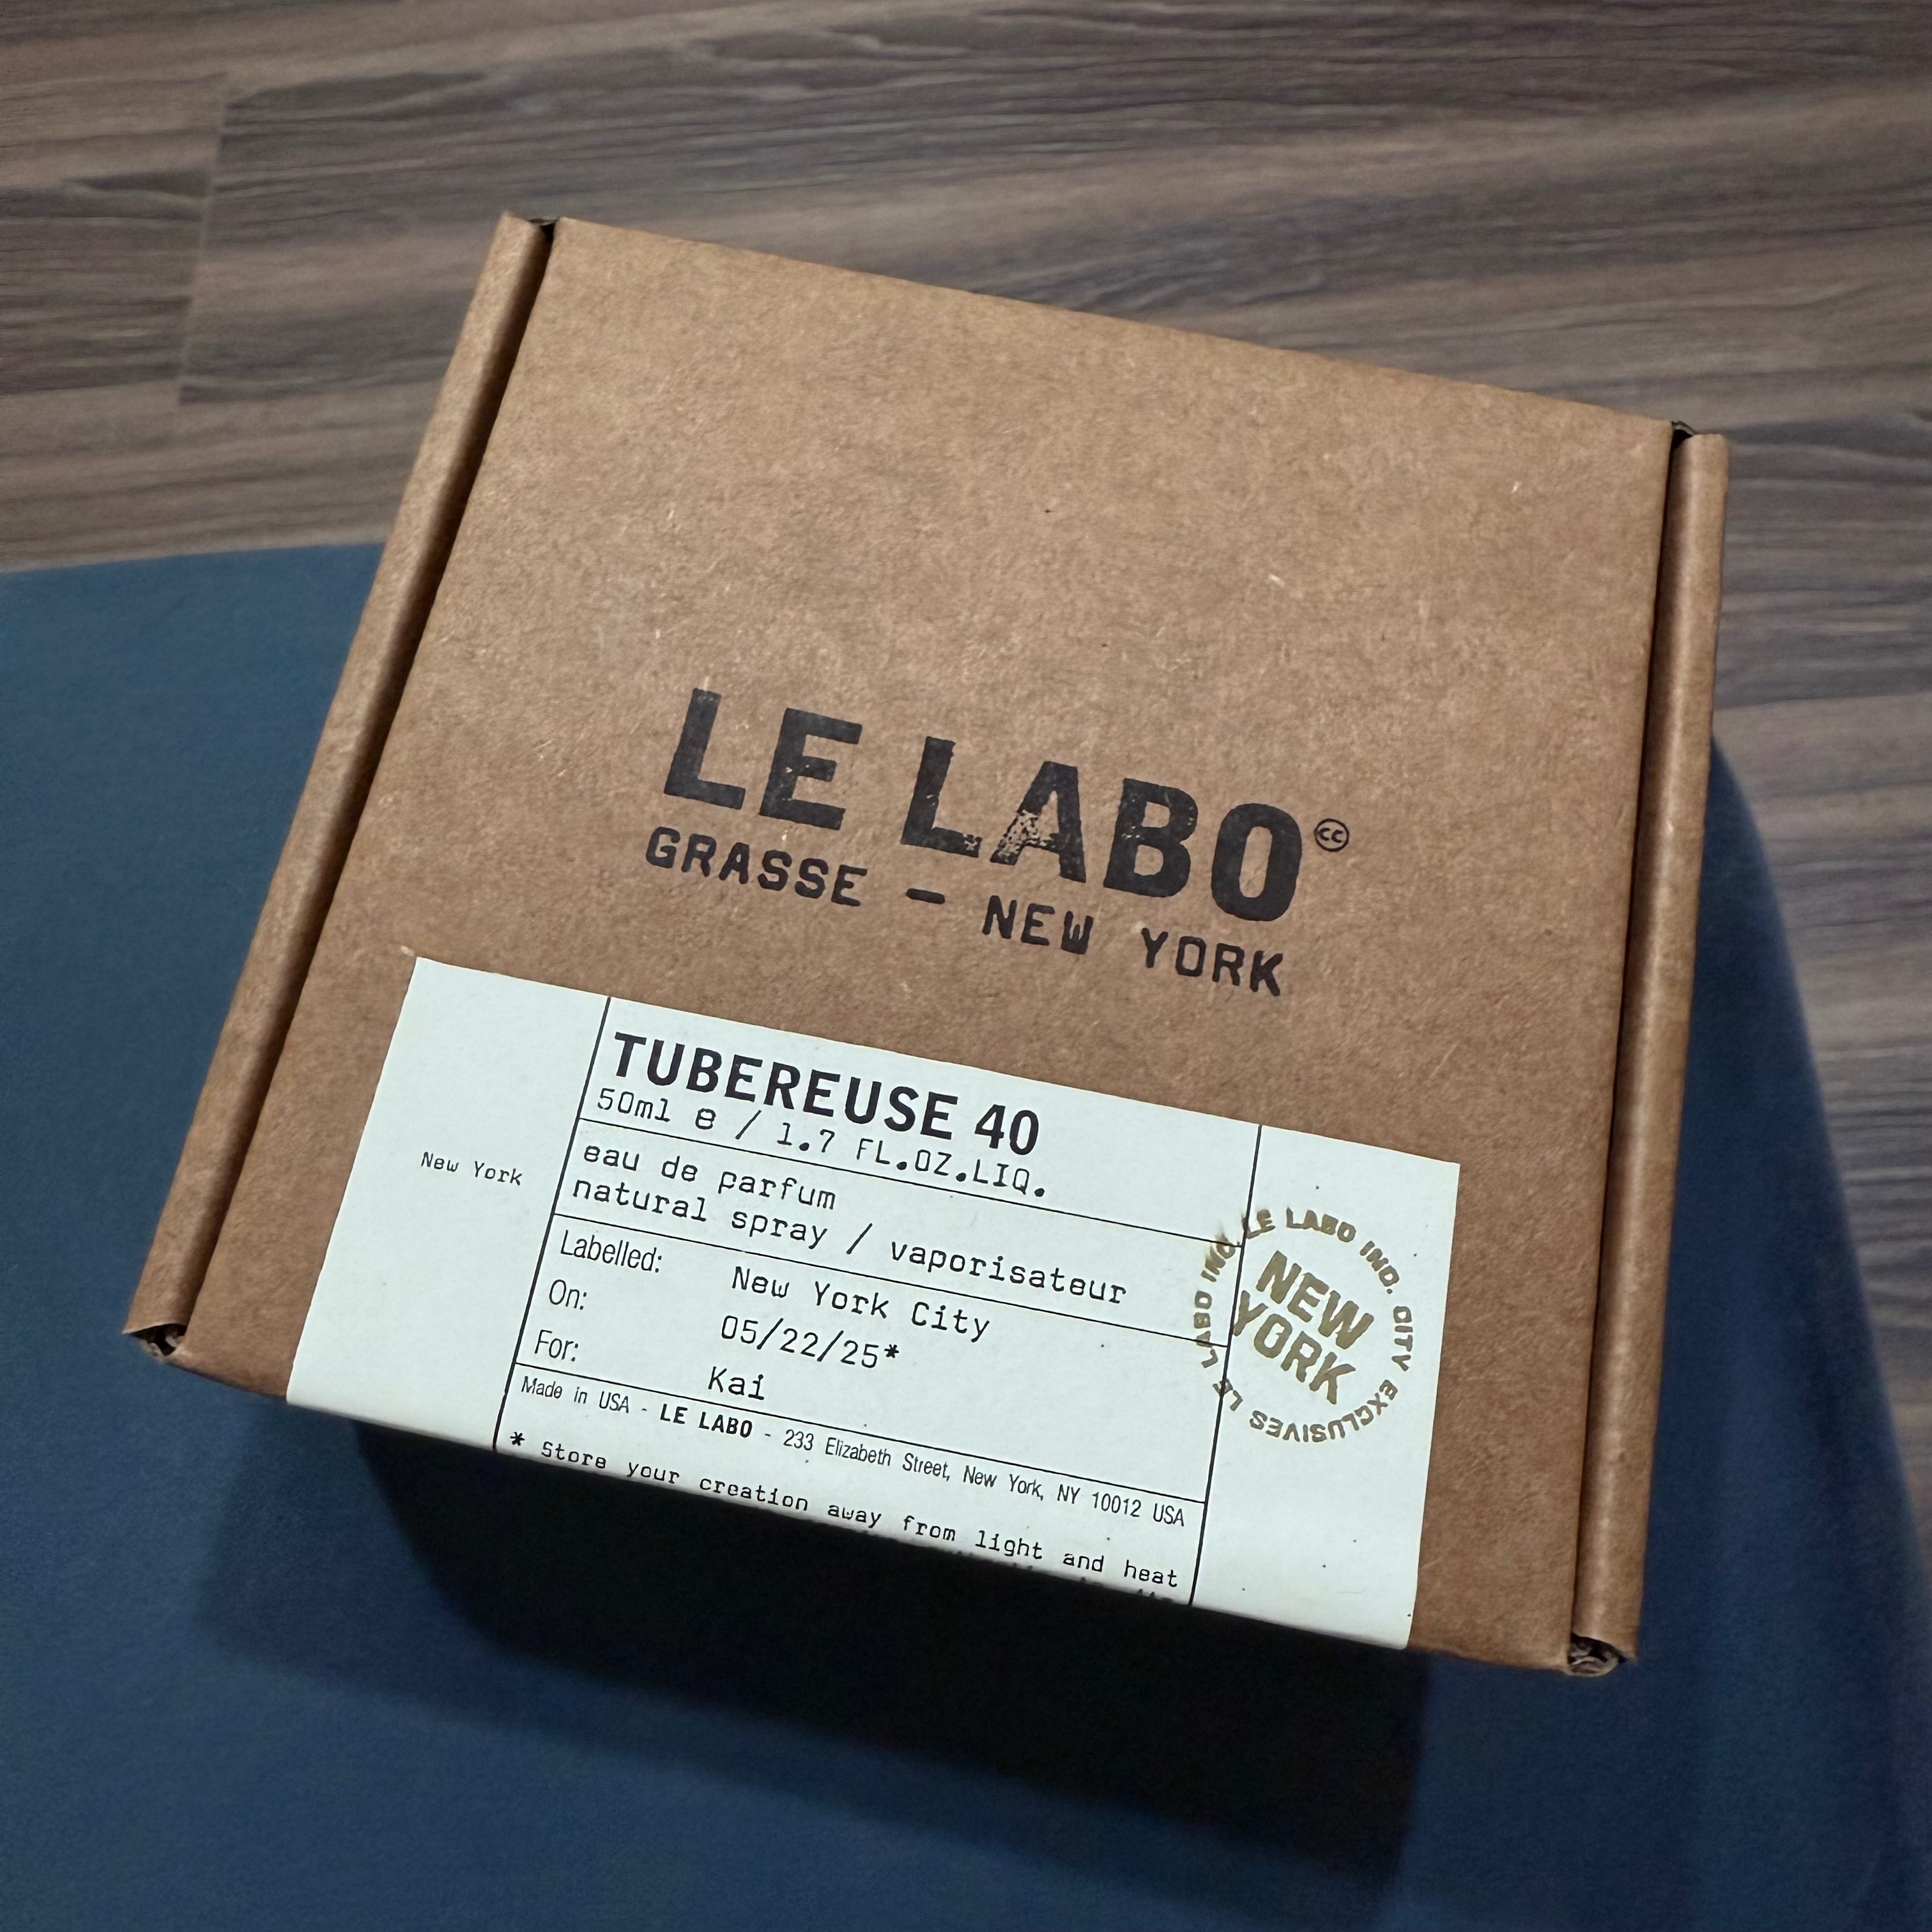 LE LABO
GRASSE - NEW YORK
New York
TUBEREUSE 40
50ml e / 1.7 FL.OZ.LIQ.
eau de parfum
natural spray / vaporisateur
Labelled: New York City
On: 05/22/25*
For: Kai
Made in USA - LE LABO - 233 Elizabeth Street, New York, NY 10012 USA
* Store your creation away from light and heat
LE LABO INC. CITY EXCLUSIVES LE LABO INC.
NEW
YORK